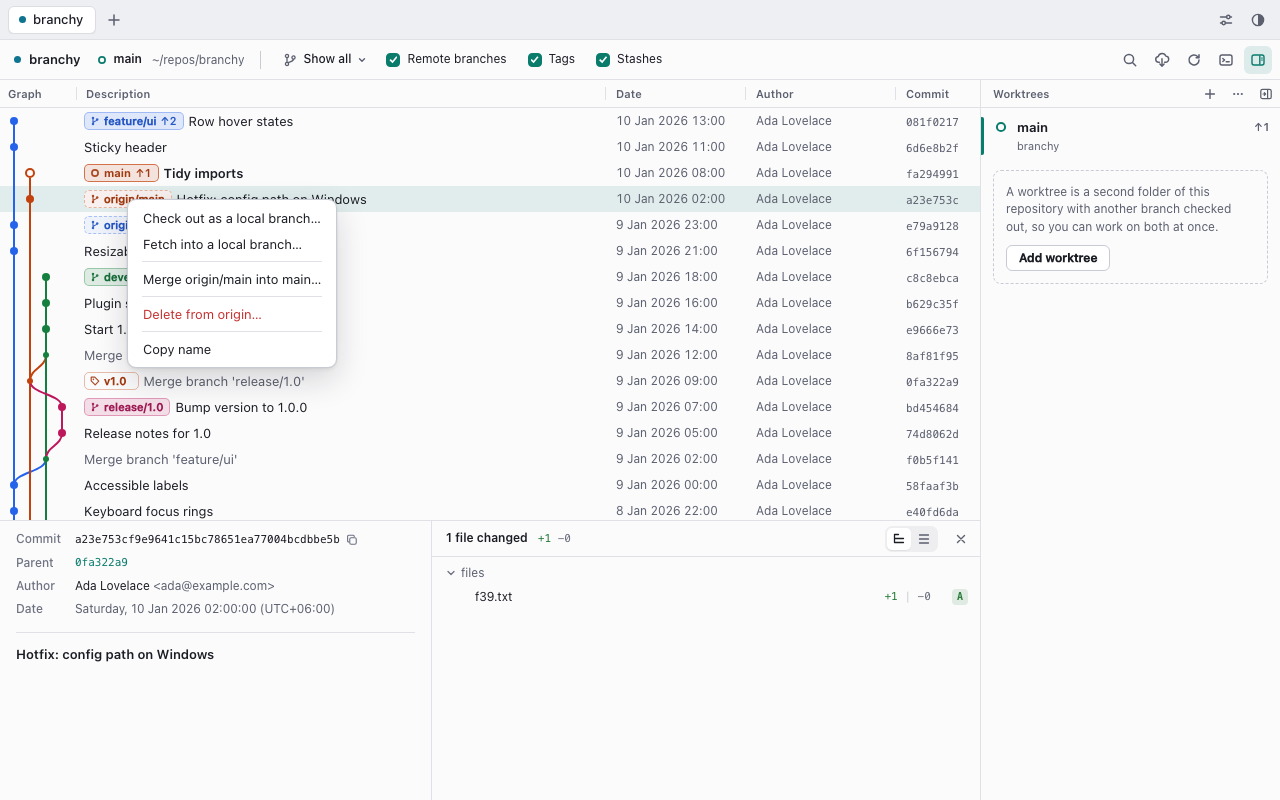 branchy
branchy main ~/repos/branchy Show all Remote branches Tags Stashes
Graph Description Date Author Commit Worktrees
feature/ui ↑2 Row hover states 10 Jan 2026 13:00 Ada Lovelace 081f0217
Sticky header 10 Jan 2026 11:00 Ada Lovelace 6d6e8b2f
main ↑1 Tidy imports 10 Jan 2026 08:00 Ada Lovelace fa294991
origin/main Hotfix: config path on Windows 10 Jan 2026 02:00 Ada Lovelace a23e753c
9 Jan 2026 23:00 Ada Lovelace e79a9128
9 Jan 2026 21:00 Ada Lovelace 6f156794
9 Jan 2026 18:00 Ada Lovelace c8c8ebca
Plugin 9 Jan 2026 16:00 Ada Lovelace b629c35f
Start 1. 9 Jan 2026 14:00 Ada Lovelace e9666e73
Merge 9 Jan 2026 12:00 Ada Lovelace 8af81f95
v1.0 Merge branch 'release/1.0' 9 Jan 2026 09:00 Ada Lovelace 0fa322a9
release/1.0 Bump version to 1.0.0 9 Jan 2026 07:00 Ada Lovelace bd454684
Release notes for 1.0 9 Jan 2026 05:00 Ada Lovelace 74d8062d
Merge branch 'feature/ui' 9 Jan 2026 02:00 Ada Lovelace f0b5f141
Accessible labels 9 Jan 2026 00:00 Ada Lovelace 58faaf3b
Keyboard focus rings 8 Jan 2026 22:00 Ada Lovelace e40fd6da
Check out as a local branch...
Fetch into a local branch...
Merge origin/main into main...
Delete from origin...
Copy name
main ↑1
branchy
A worktree is a second folder of this
repository with another branch checked
out, so you can work on both at once.
Add worktree
Commit a23e753cf9e9641c15bc78651ea77004bcdbbe5b
Parent 0fa322a9
Author Ada Lovelace <ada@example.com>
Date Saturday, 10 Jan 2026 02:00:00 (UTC+06:00)
Hotfix: config path on Windows
1 file changed +1 −0
files
f39.txt +1 | −0 A